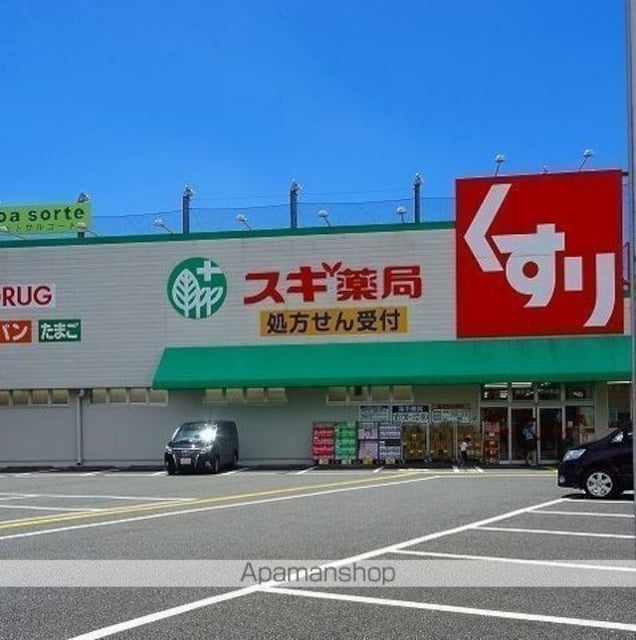 oa sorte
スギ薬局
処方せん受付
くすり
RUG
パン
たまご
Apamanshop